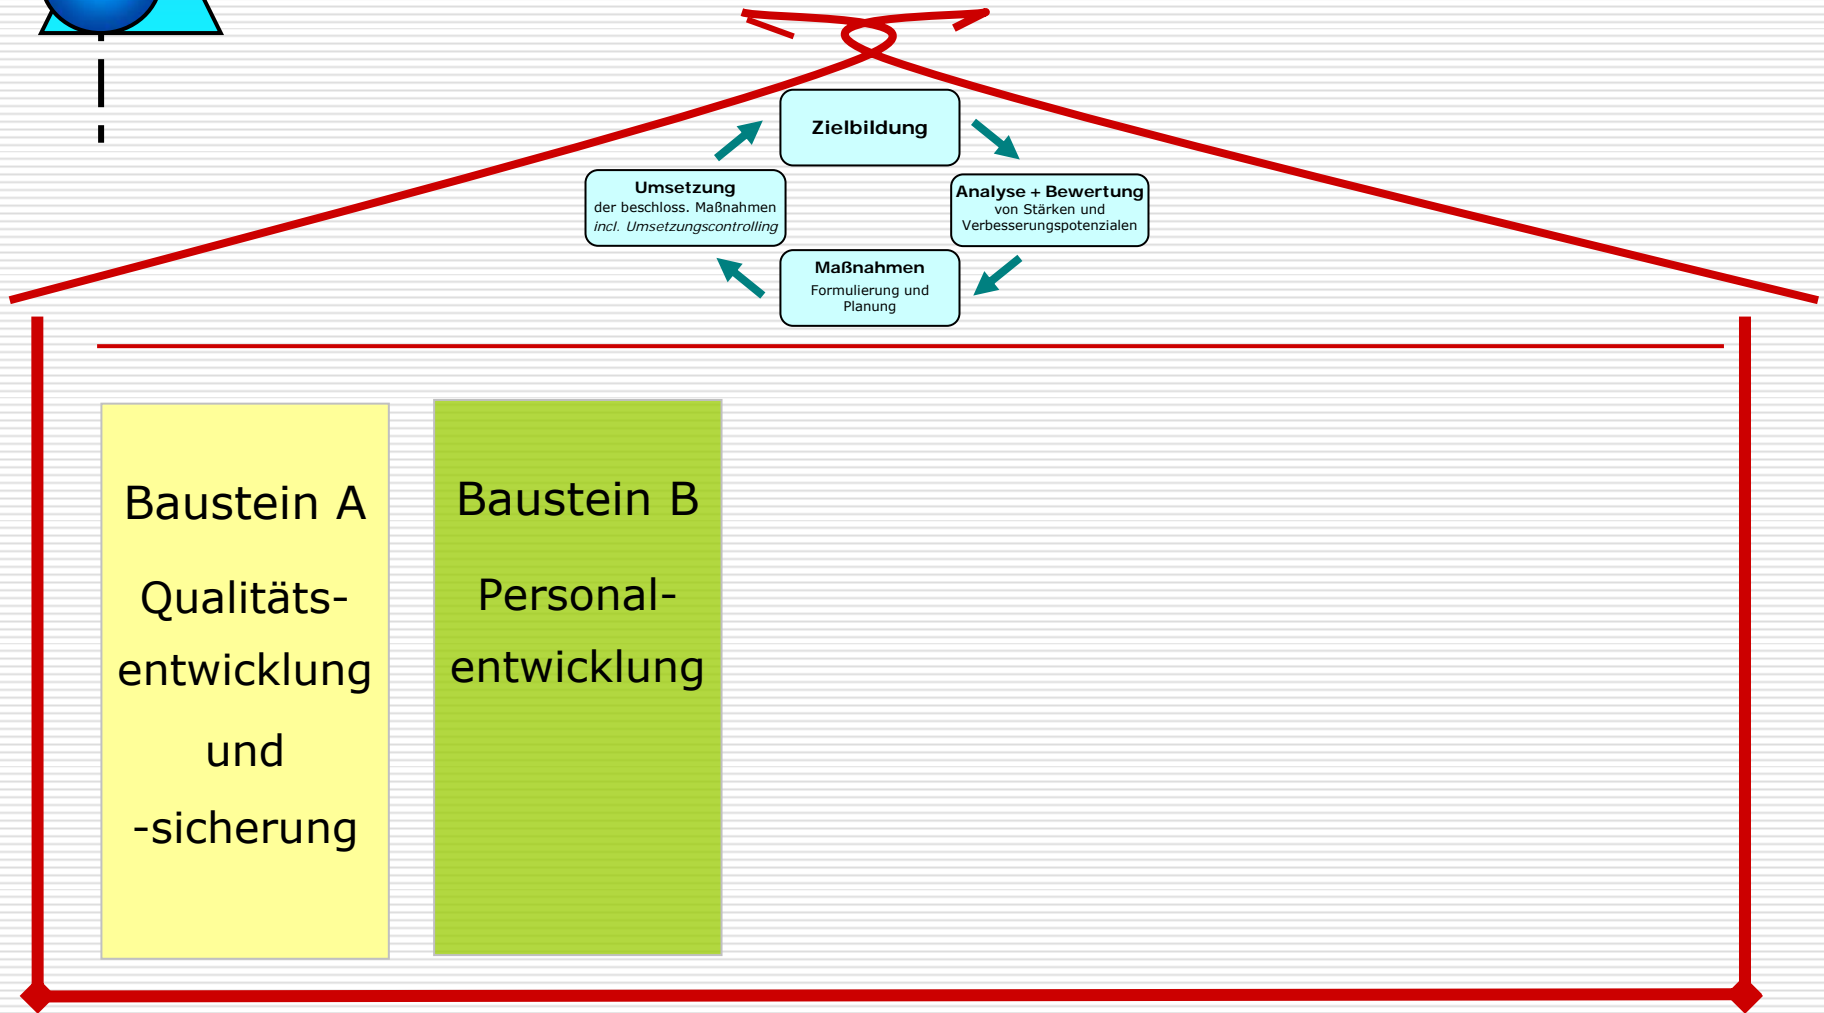 Zielbildung
Umsetzung
der beschloss. Maßnahmen
incl. Umsetzungscontrolling
Analyse + Bewertung
von Stärken und
Verbesserungspotenzialen
Maßnahmen
Formulierung und
Planung
Baustein A
Qualitäts-
entwicklung
und
-sicherung
Baustein B
Personal-
entwicklung